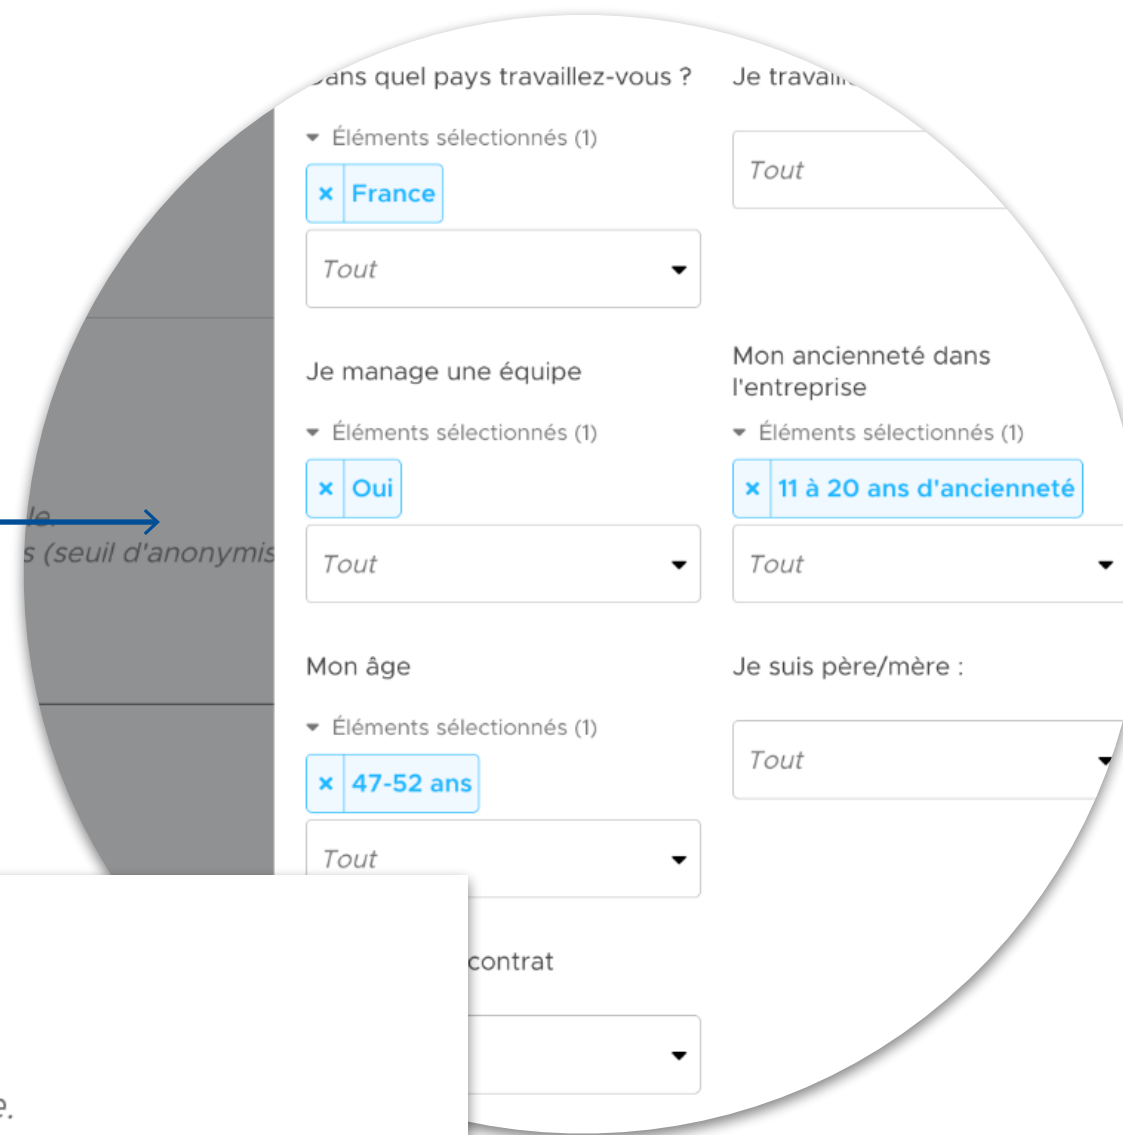 Dans quel pays travaillez-vous ?
Éléments sélectionnés (1)
× France
Tout
Je manage une équipe
Éléments sélectionnés (1)
× Oui
Tout
Mon âge
Éléments sélectionnés (1)
× 47-52 ans
Tout
contrat
Je
Tout
Mon ancienneté dans
l'entreprise
Éléments sélectionnés (1)
× 11 à 20 ans d'ancienneté
Tout
Je suis père/mère :
Tout
le.
s (seuil d'anonymis
e.